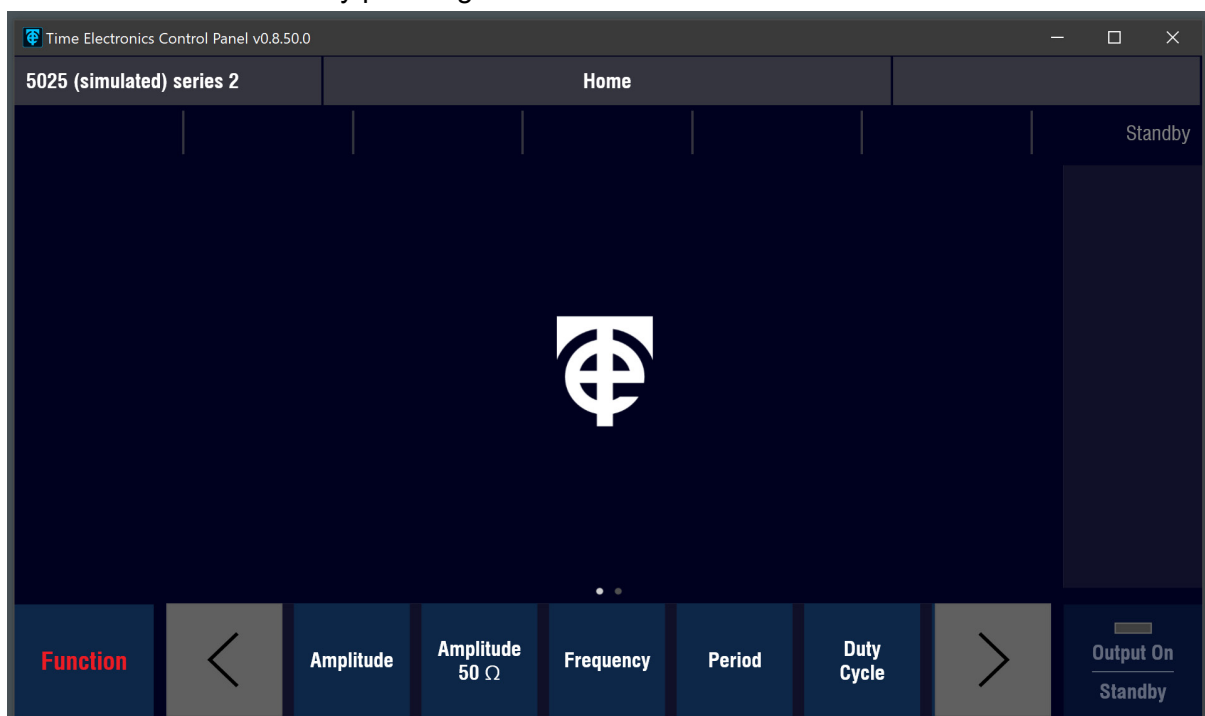 Time Electronics Control Panel v0.8.50.0
5025 (simulated) series 2
Home
Standby
Function
Amplitude
Amplitude
50 Ω
Frequency
Period
Duty
Cycle
Output On
Standby